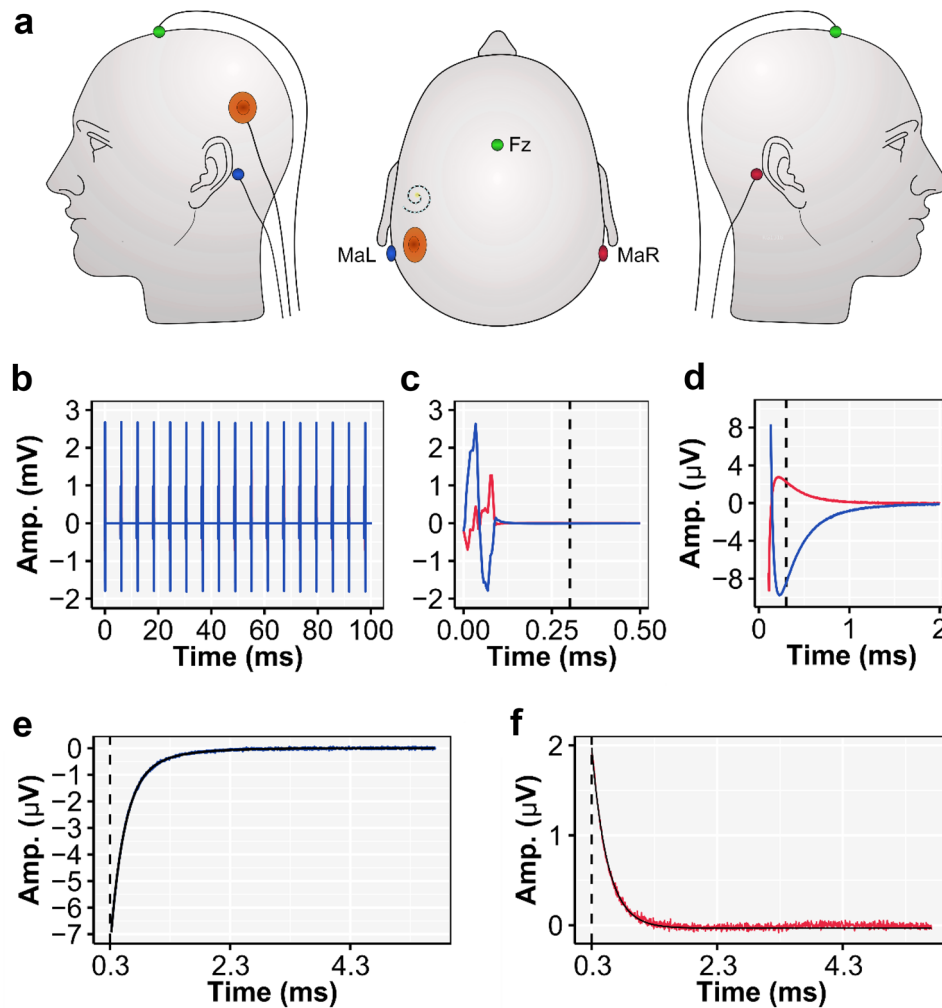 a
Fz
MaL
MaR
b
c
d
Amp. (mV)
3
2
1
0
−1
−2
0 20 40 60 80 100
Time (ms)
3
2
1
0
−1
−2
0.00 0.25 0.50
Time (ms)
Amp. (µV)
8
4
0
−4
−8
0 1 2
Time (ms)
e
f
Amp. (µV)
0
−1
−2
−3
−4
−5
−6
−7
0.3 2.3 4.3
Time (ms)
Amp. (µV)
2
1
0
0.3 2.3 4.3
Time (ms)